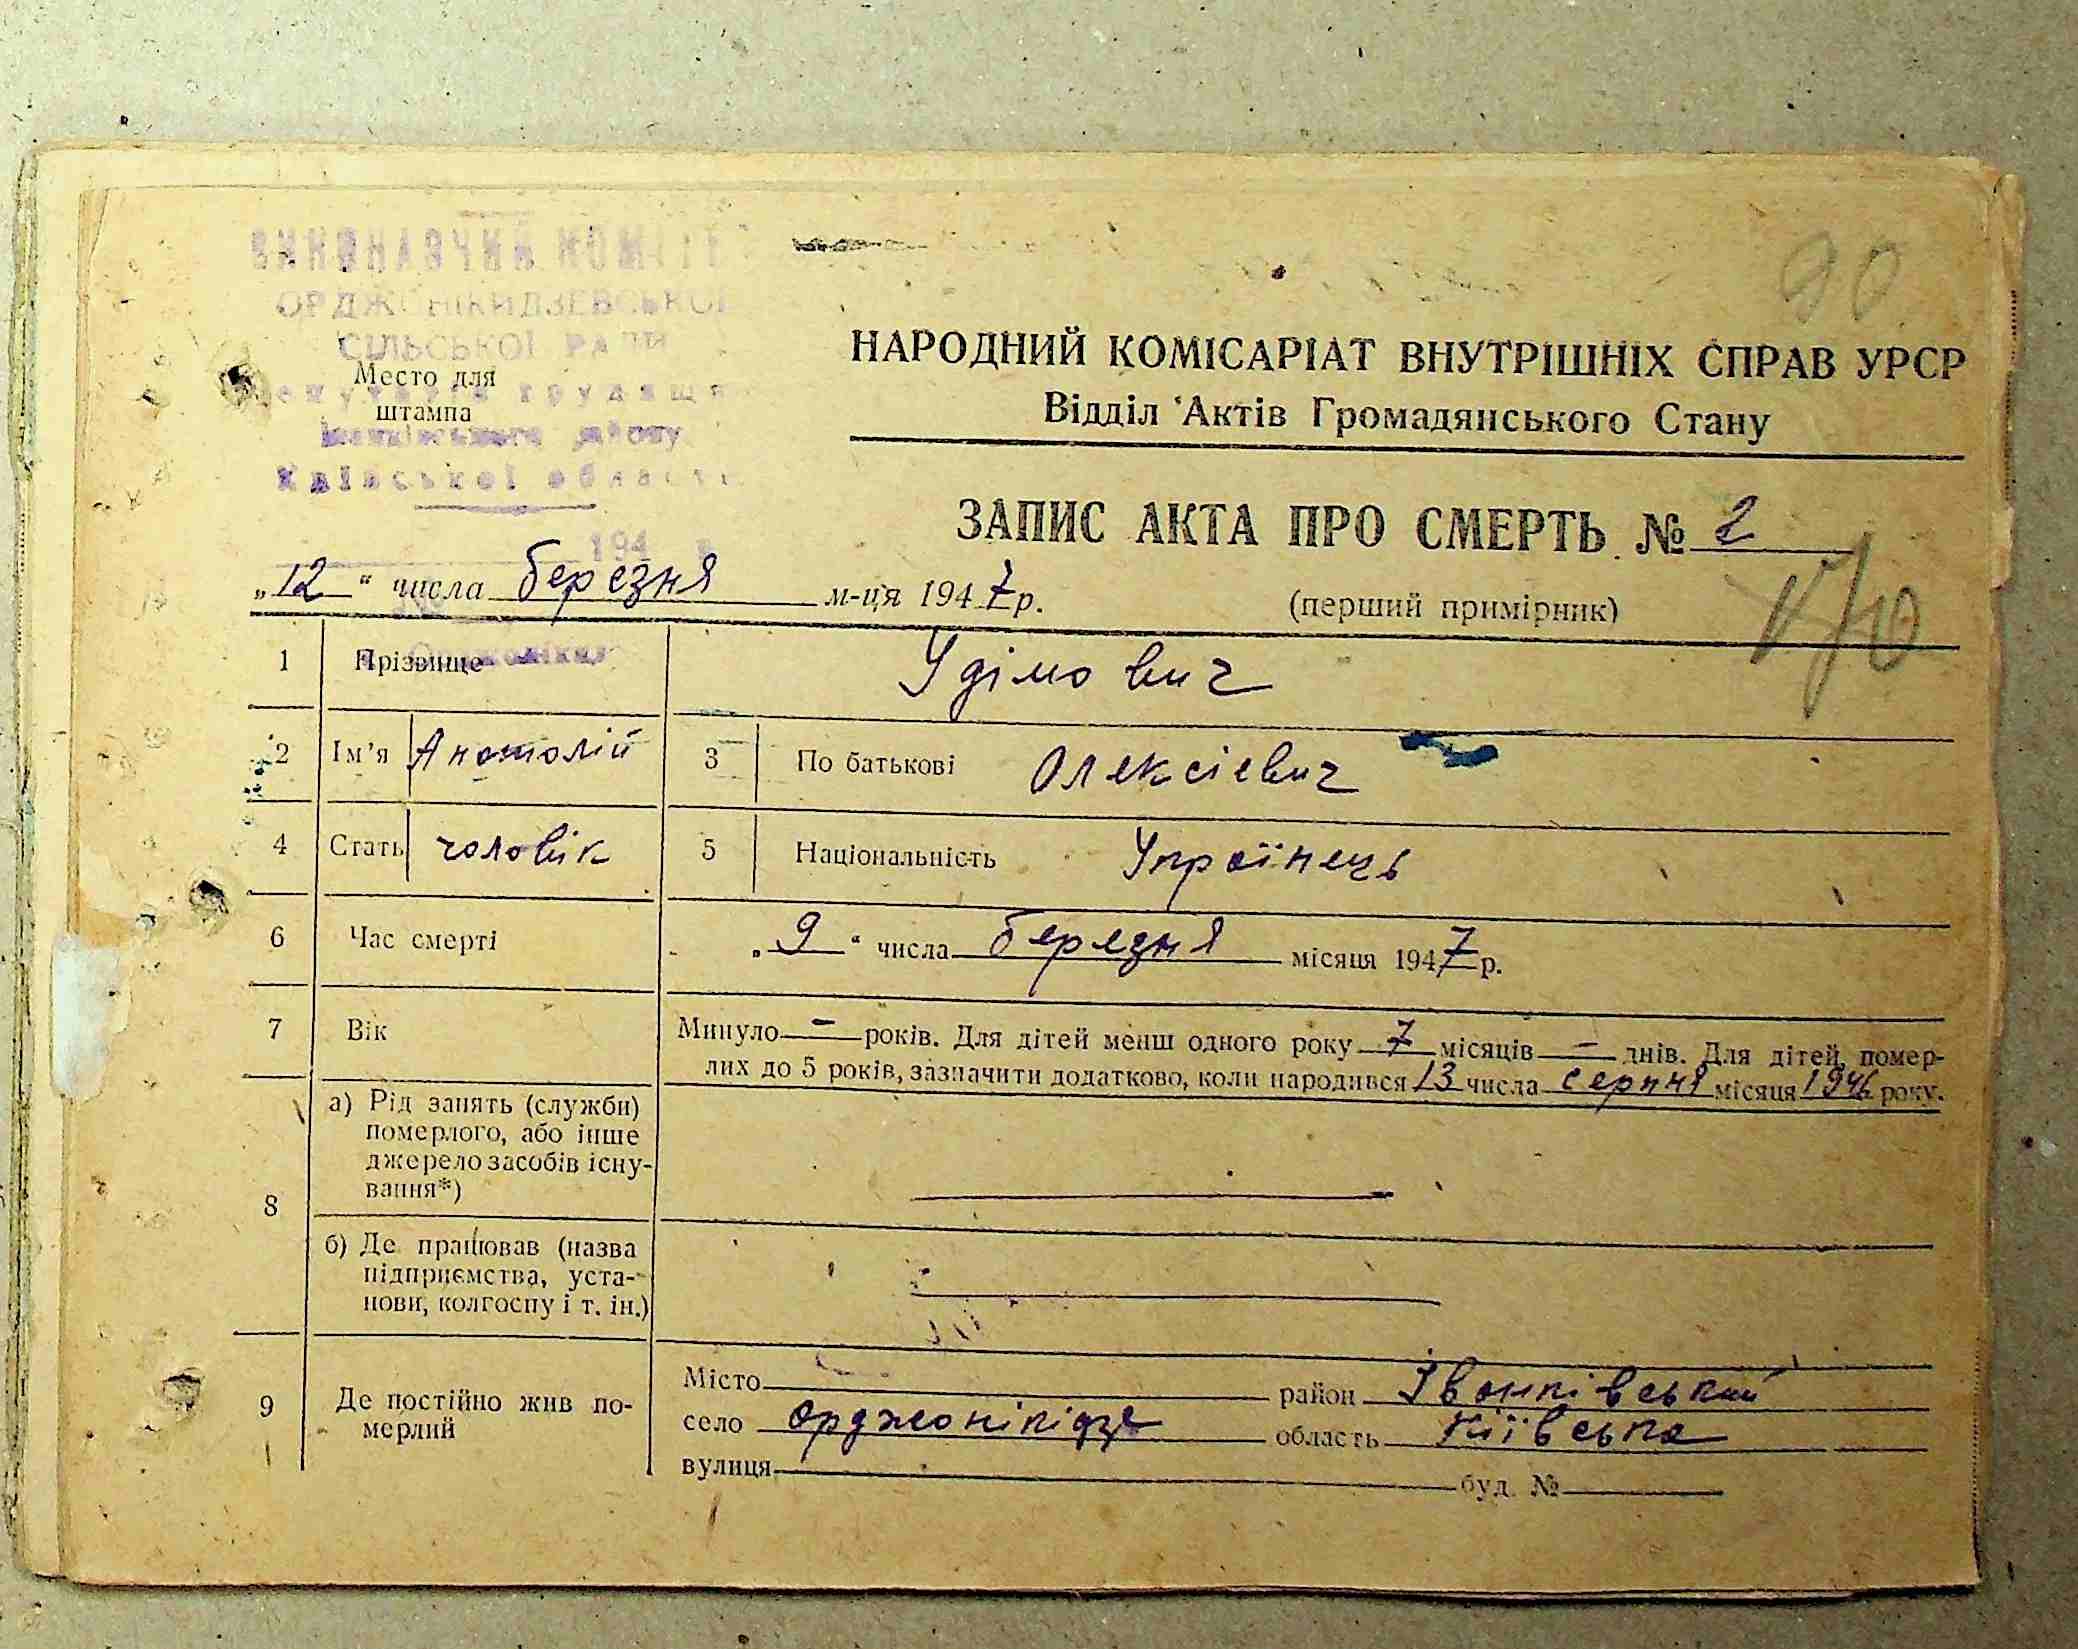 ВИКОНАВЧИЙ КОМІТЕТ
ОРДЖОНІКИДЗЕВСЬКОЇ
СІЛЬСЬКОЇ РАДИ
Место для
штампа
Іванківського району
Київської області
194 р.
90
НАРОДНИЙ КОМІСАРІАТ ВНУТРІШНІХ СПРАВ УРСР
Відділ Актів Громадянського Стану
ЗАПИС АКТА ПРО СМЕРТЬ № 2
„12“ числа березня м-ця 1947 р.
(перший примірник)
1 Прізвище Удімович
2 Ім'я Анатолій 3 По батькові Олексієвич
4 Стать чоловік 5 Національність Українець
6 Час смерті „9“ числа березня місяця 1947 р.
7 Вік Минуло — років. Для дітей менш одного року 7 місяців — днів. Для дітей, помер-
лих до 5 років, зазначити додатково, коли народився 13 числа серпня місяця 1946 року.
8 а) Рід занять (служби)
померлого, або інше
джерело засобів існу-
вання*)
б) Де працював (назва
підприємства, уста-
нови, колгоспу і т. ін.)
9 Де постійно жив по-
мерлий
Місто район Іванківський
село Орджонікідзе область Київська
вулиця буд. №